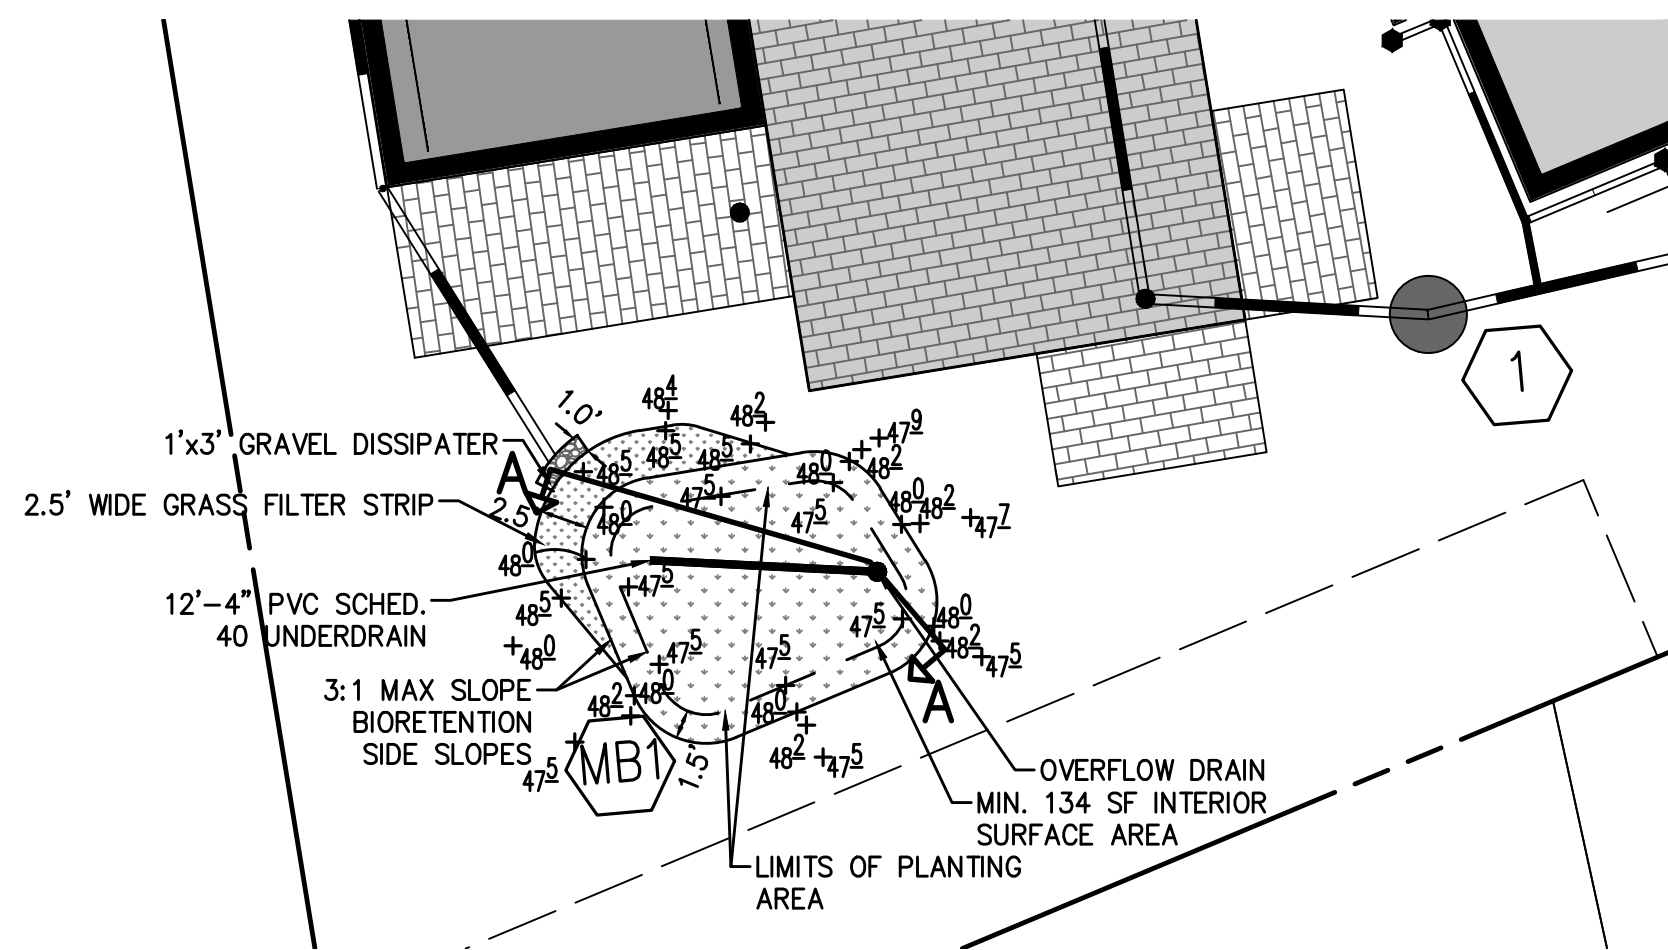 48 4
48 2
47 9
1.0'
1'x3' GRAVEL DISSIPATER
48 5
48 5
48 5
48 0
48 2
1
A
2.5' WIDE GRASS FILTER STRIP
2.5'
48 0
47 5
47 5
48 0
48 2
47 7
48 0
12'-4" PVC SCHED.
40 UNDERDRAIN
47 5
48 5
48 0
47 5
48 0
48 2
47 5
47 5
47 5
3:1 MAX SLOPE
BIORETENTION
SIDE SLOPES
48 2
48 0
48 0
A
47 5
MB1
1.5'
48 2
47 5
OVERFLOW DRAIN
MIN. 134 SF INTERIOR
SURFACE AREA
LIMITS OF PLANTING
AREA